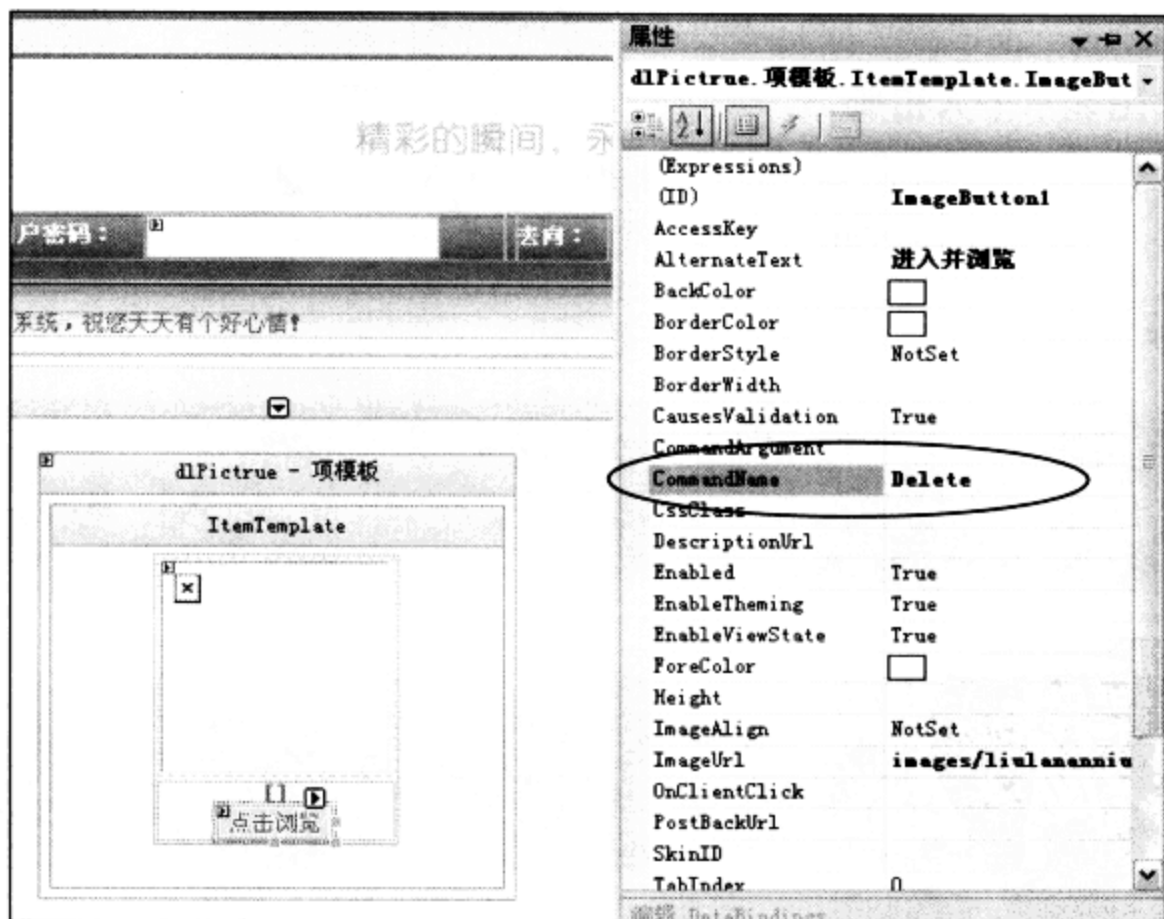 精彩的瞬间，永
户密码：
去向：
系统，祝您天天有个好心情！
dlPictrue - 项模板
ItemTemplate
[]
点击浏览
属性
dlPictrue.项模板.ItemTemplate.ImageBut
(Expressions)
(ID) ImageButton1
AccessKey
AlternateText 进入并浏览
BackColor
BorderColor
BorderStyle NotSet
BorderWidth
CausesValidation True
CommandArgument
CommandName Delete
CssClass
DescriptionUrl
Enabled True
EnableTheming True
EnableViewState True
ForeColor
Height
ImageAlign NotSet
ImageUrl images/liulananniu
OnClientClick
PostBackUrl
SkinID
TabIndex 0
编辑 DataBindings